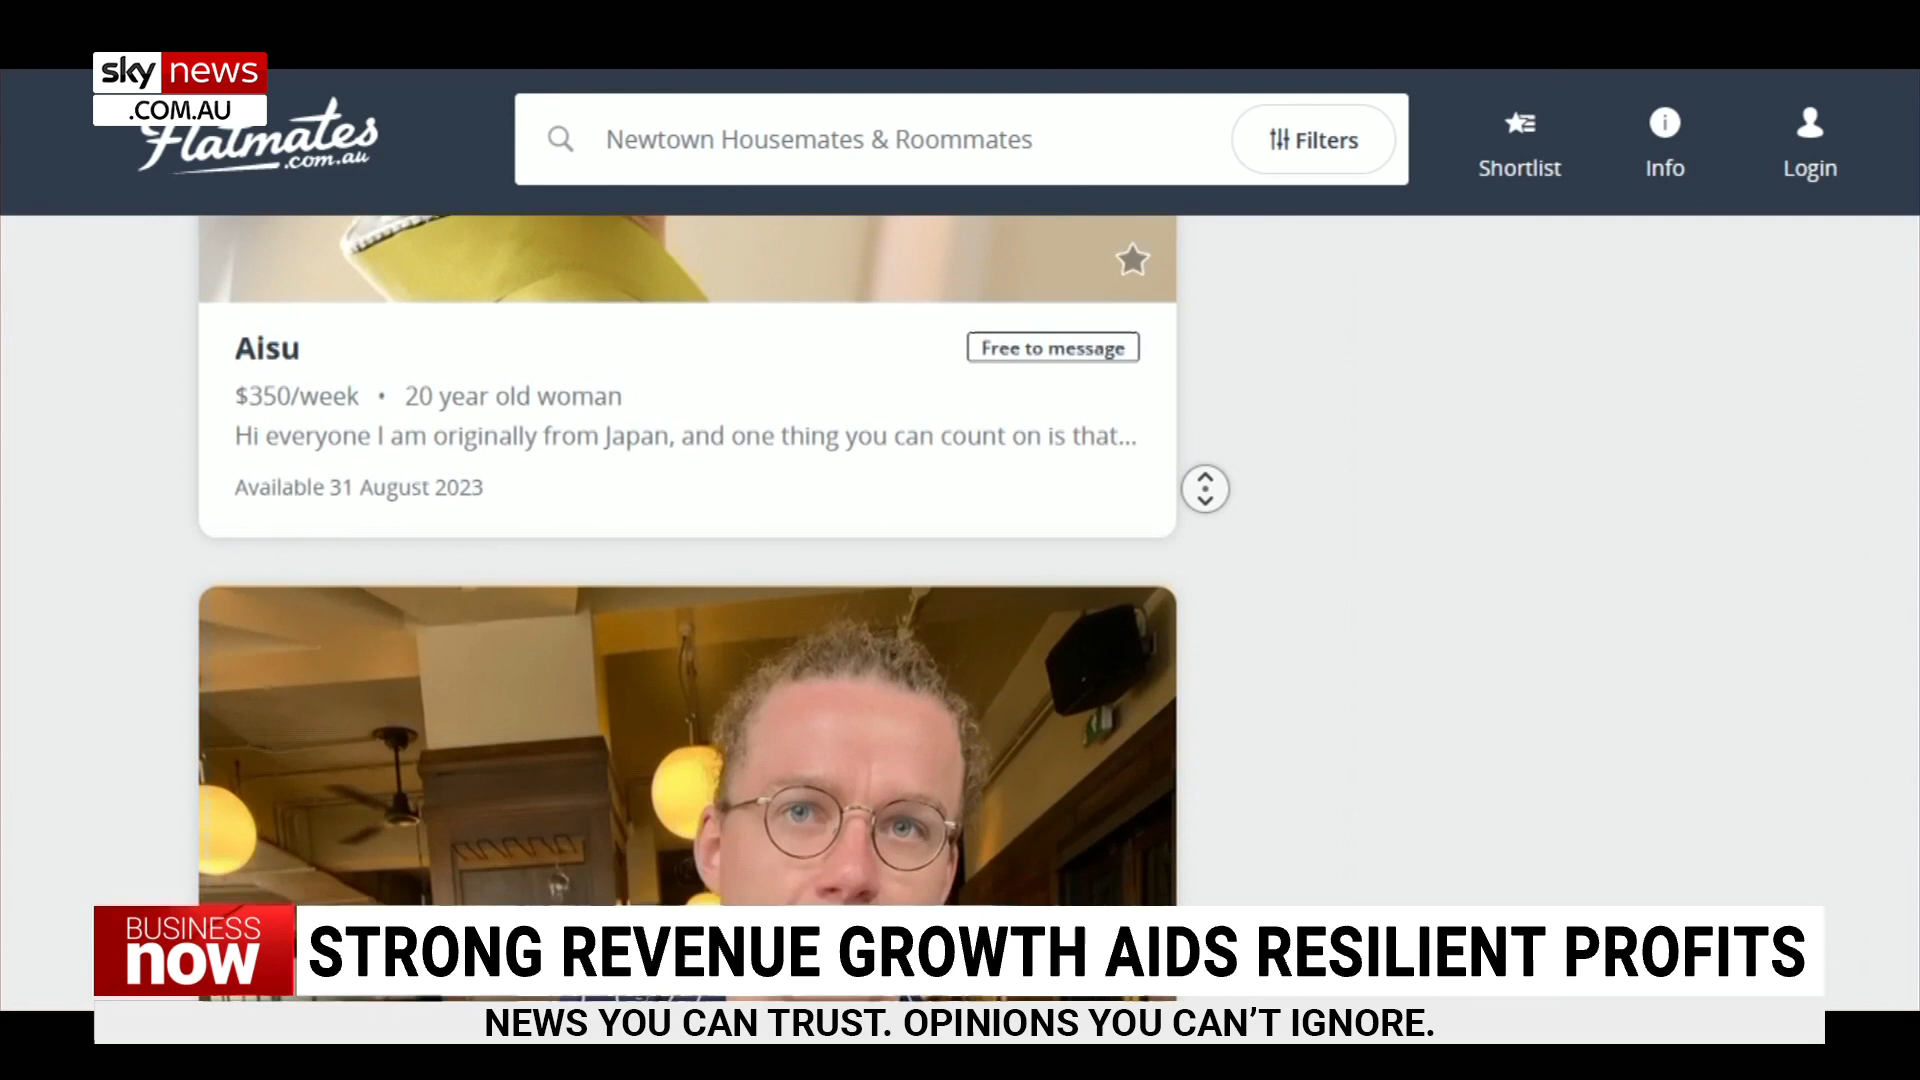 sky news
.COM.AU
Flatmates
.com.au
Newtown Housemates & Roommates
Filters
Shortlist
Info
Login
Aisu
Free to message
$350/week • 20 year old woman
Hi everyone I am originally from Japan, and one thing you can count on is that...
Available 31 August 2023
BUSINESS
now
STRONG REVENUE GROWTH AIDS RESILIENT PROFITS
NEWS YOU CAN TRUST. OPINIONS YOU CAN'T IGNORE.